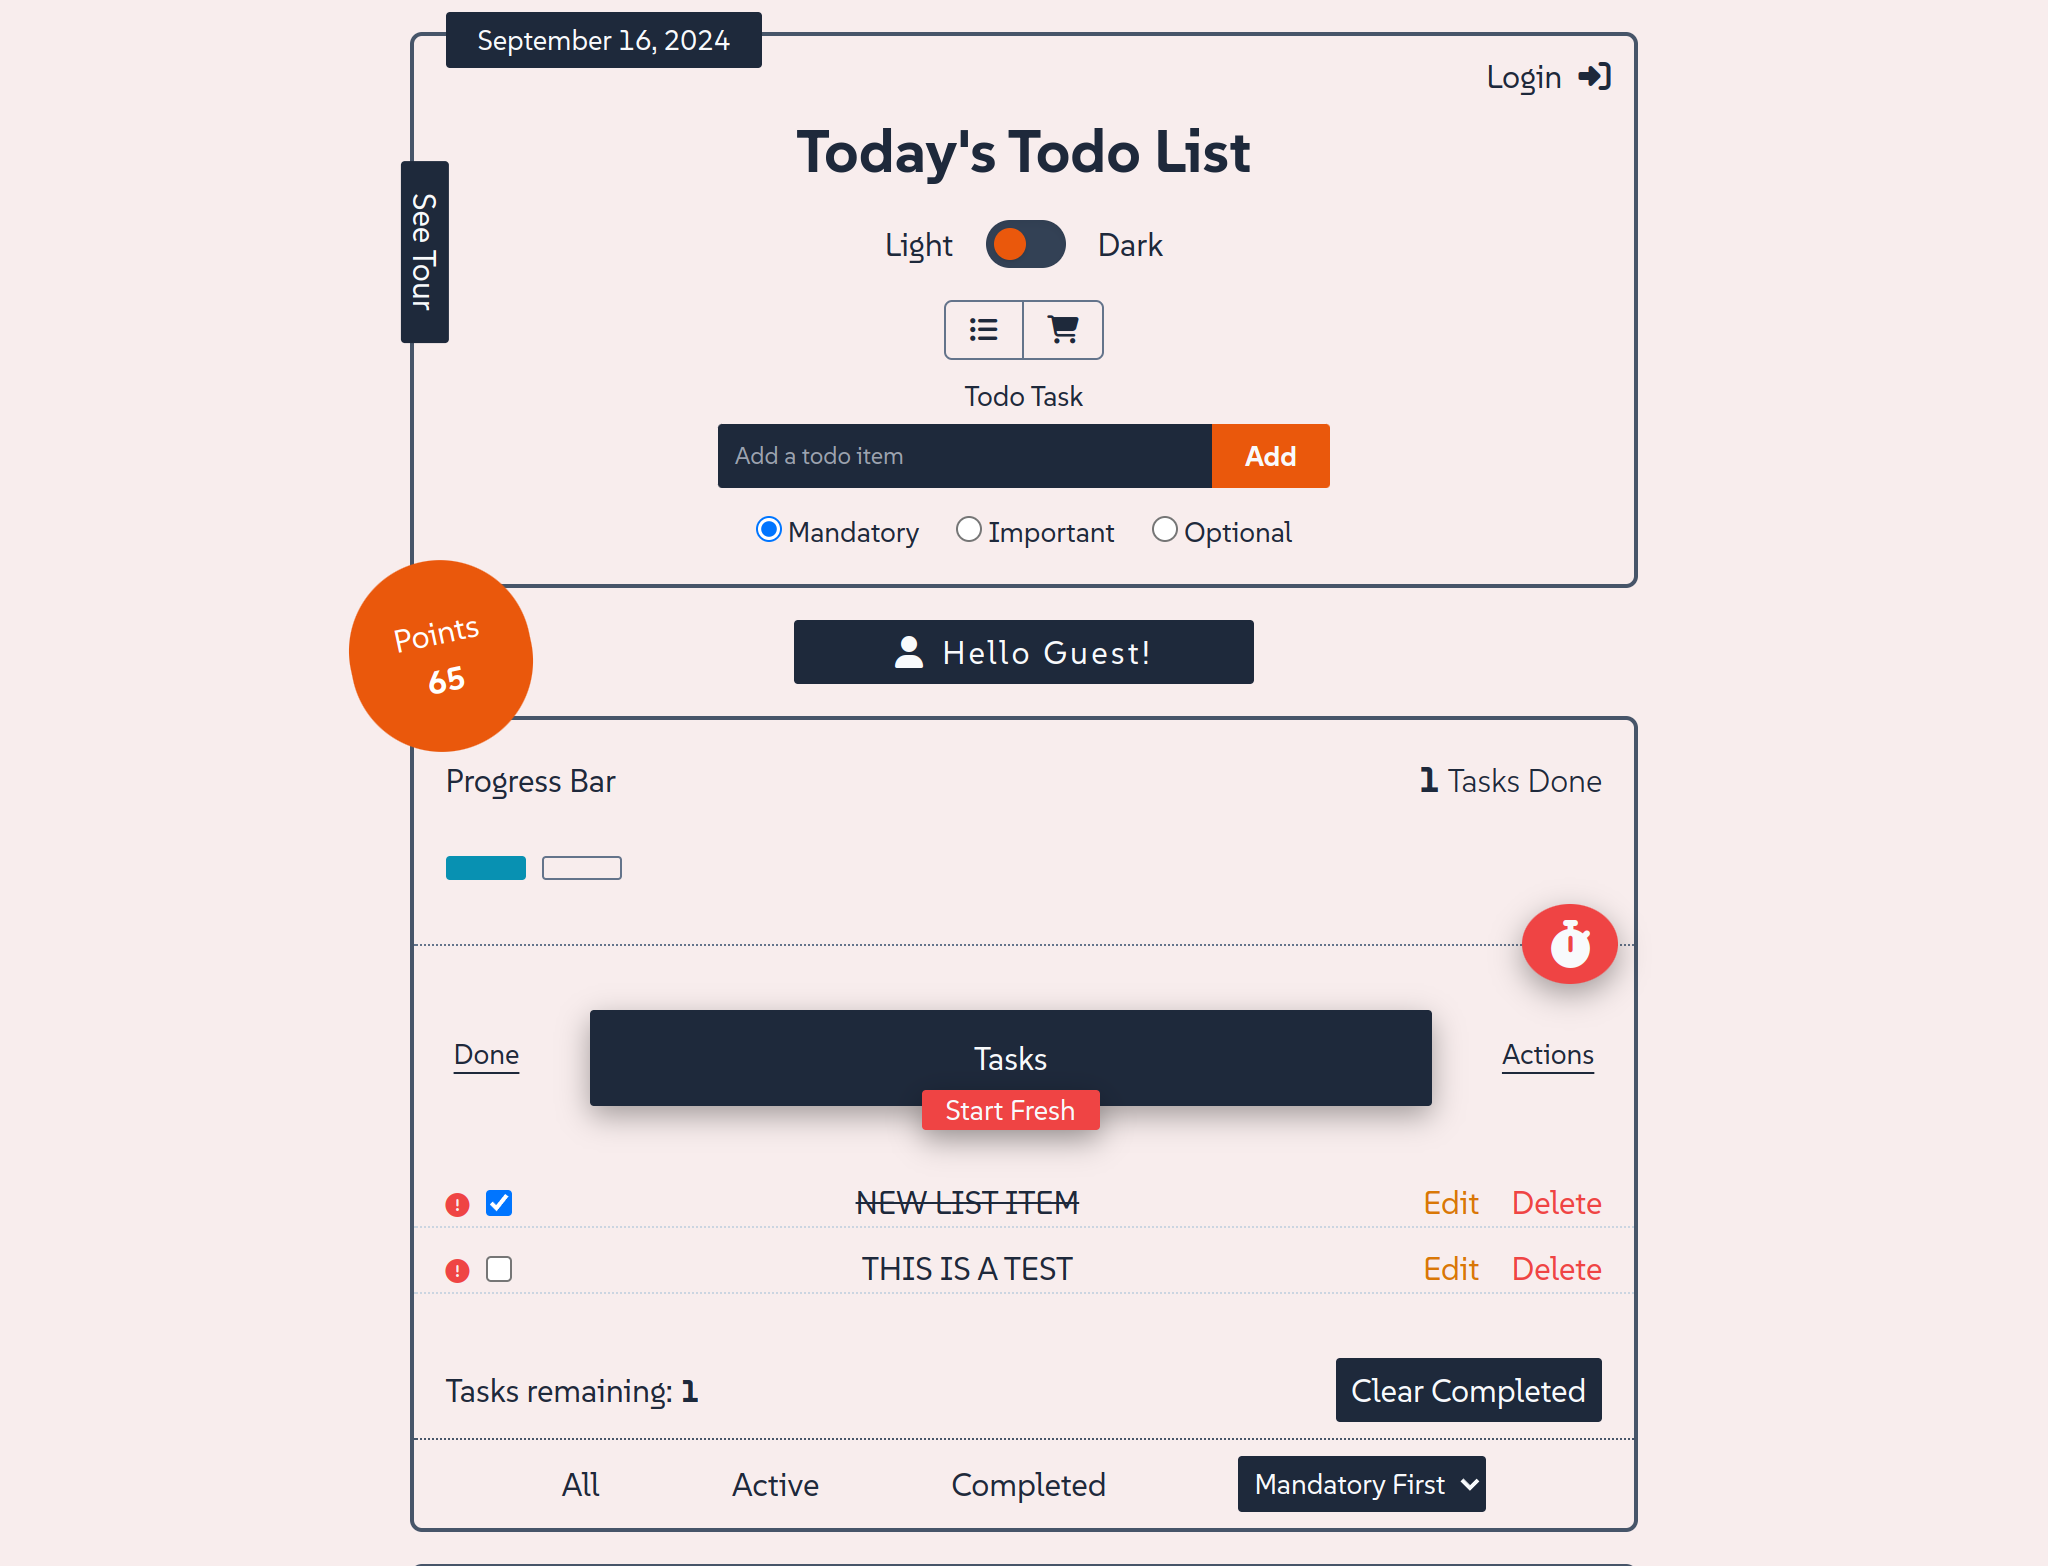 September 16, 2024
Login
Today's Todo List
See Tour
Light Dark
Todo Task
Add a todo item Add
Mandatory Important Optional
Points
65
Hello Guest!
Progress Bar 1 Tasks Done
Done Tasks Actions
Start Fresh
NEW LIST ITEM Edit Delete
THIS IS A TEST Edit Delete
Tasks remaining: 1 Clear Completed
All Active Completed Mandatory First